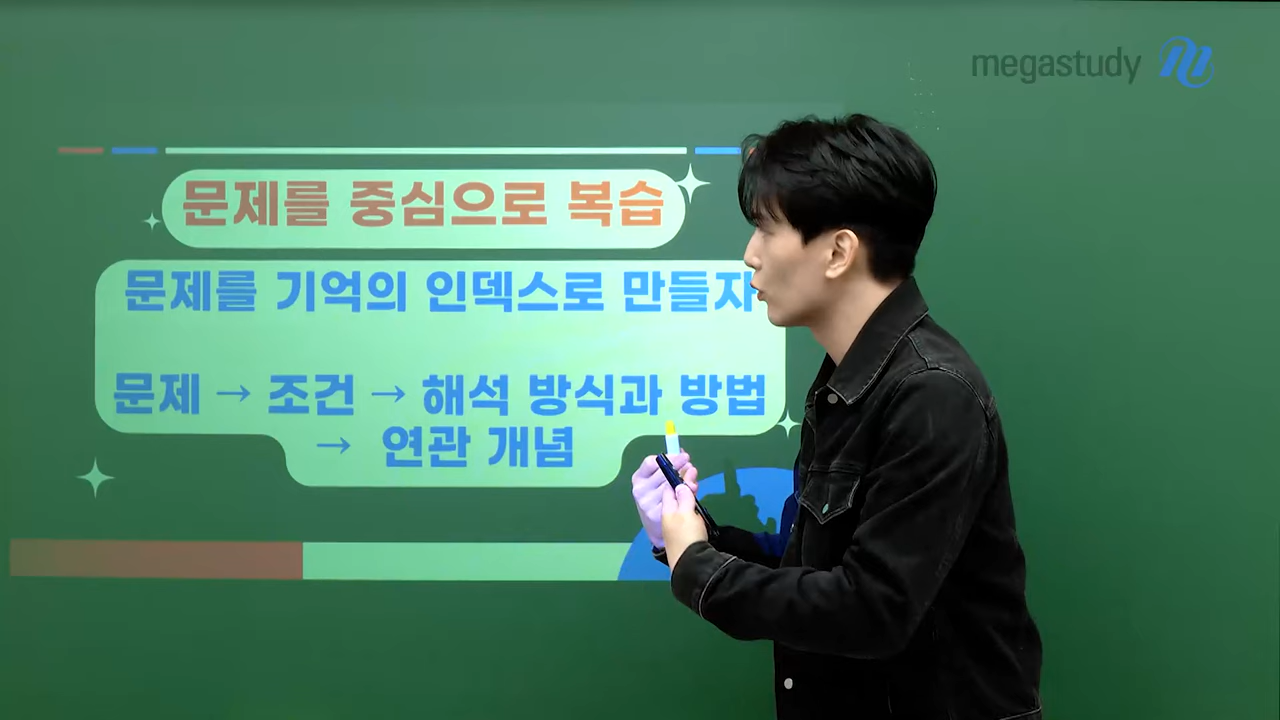 megastudy
문제를 중심으로 복습
문제를 기억의 인덱스로 만들자
문제 → 조건 → 해석 방식과 방법
→ 연관 개념